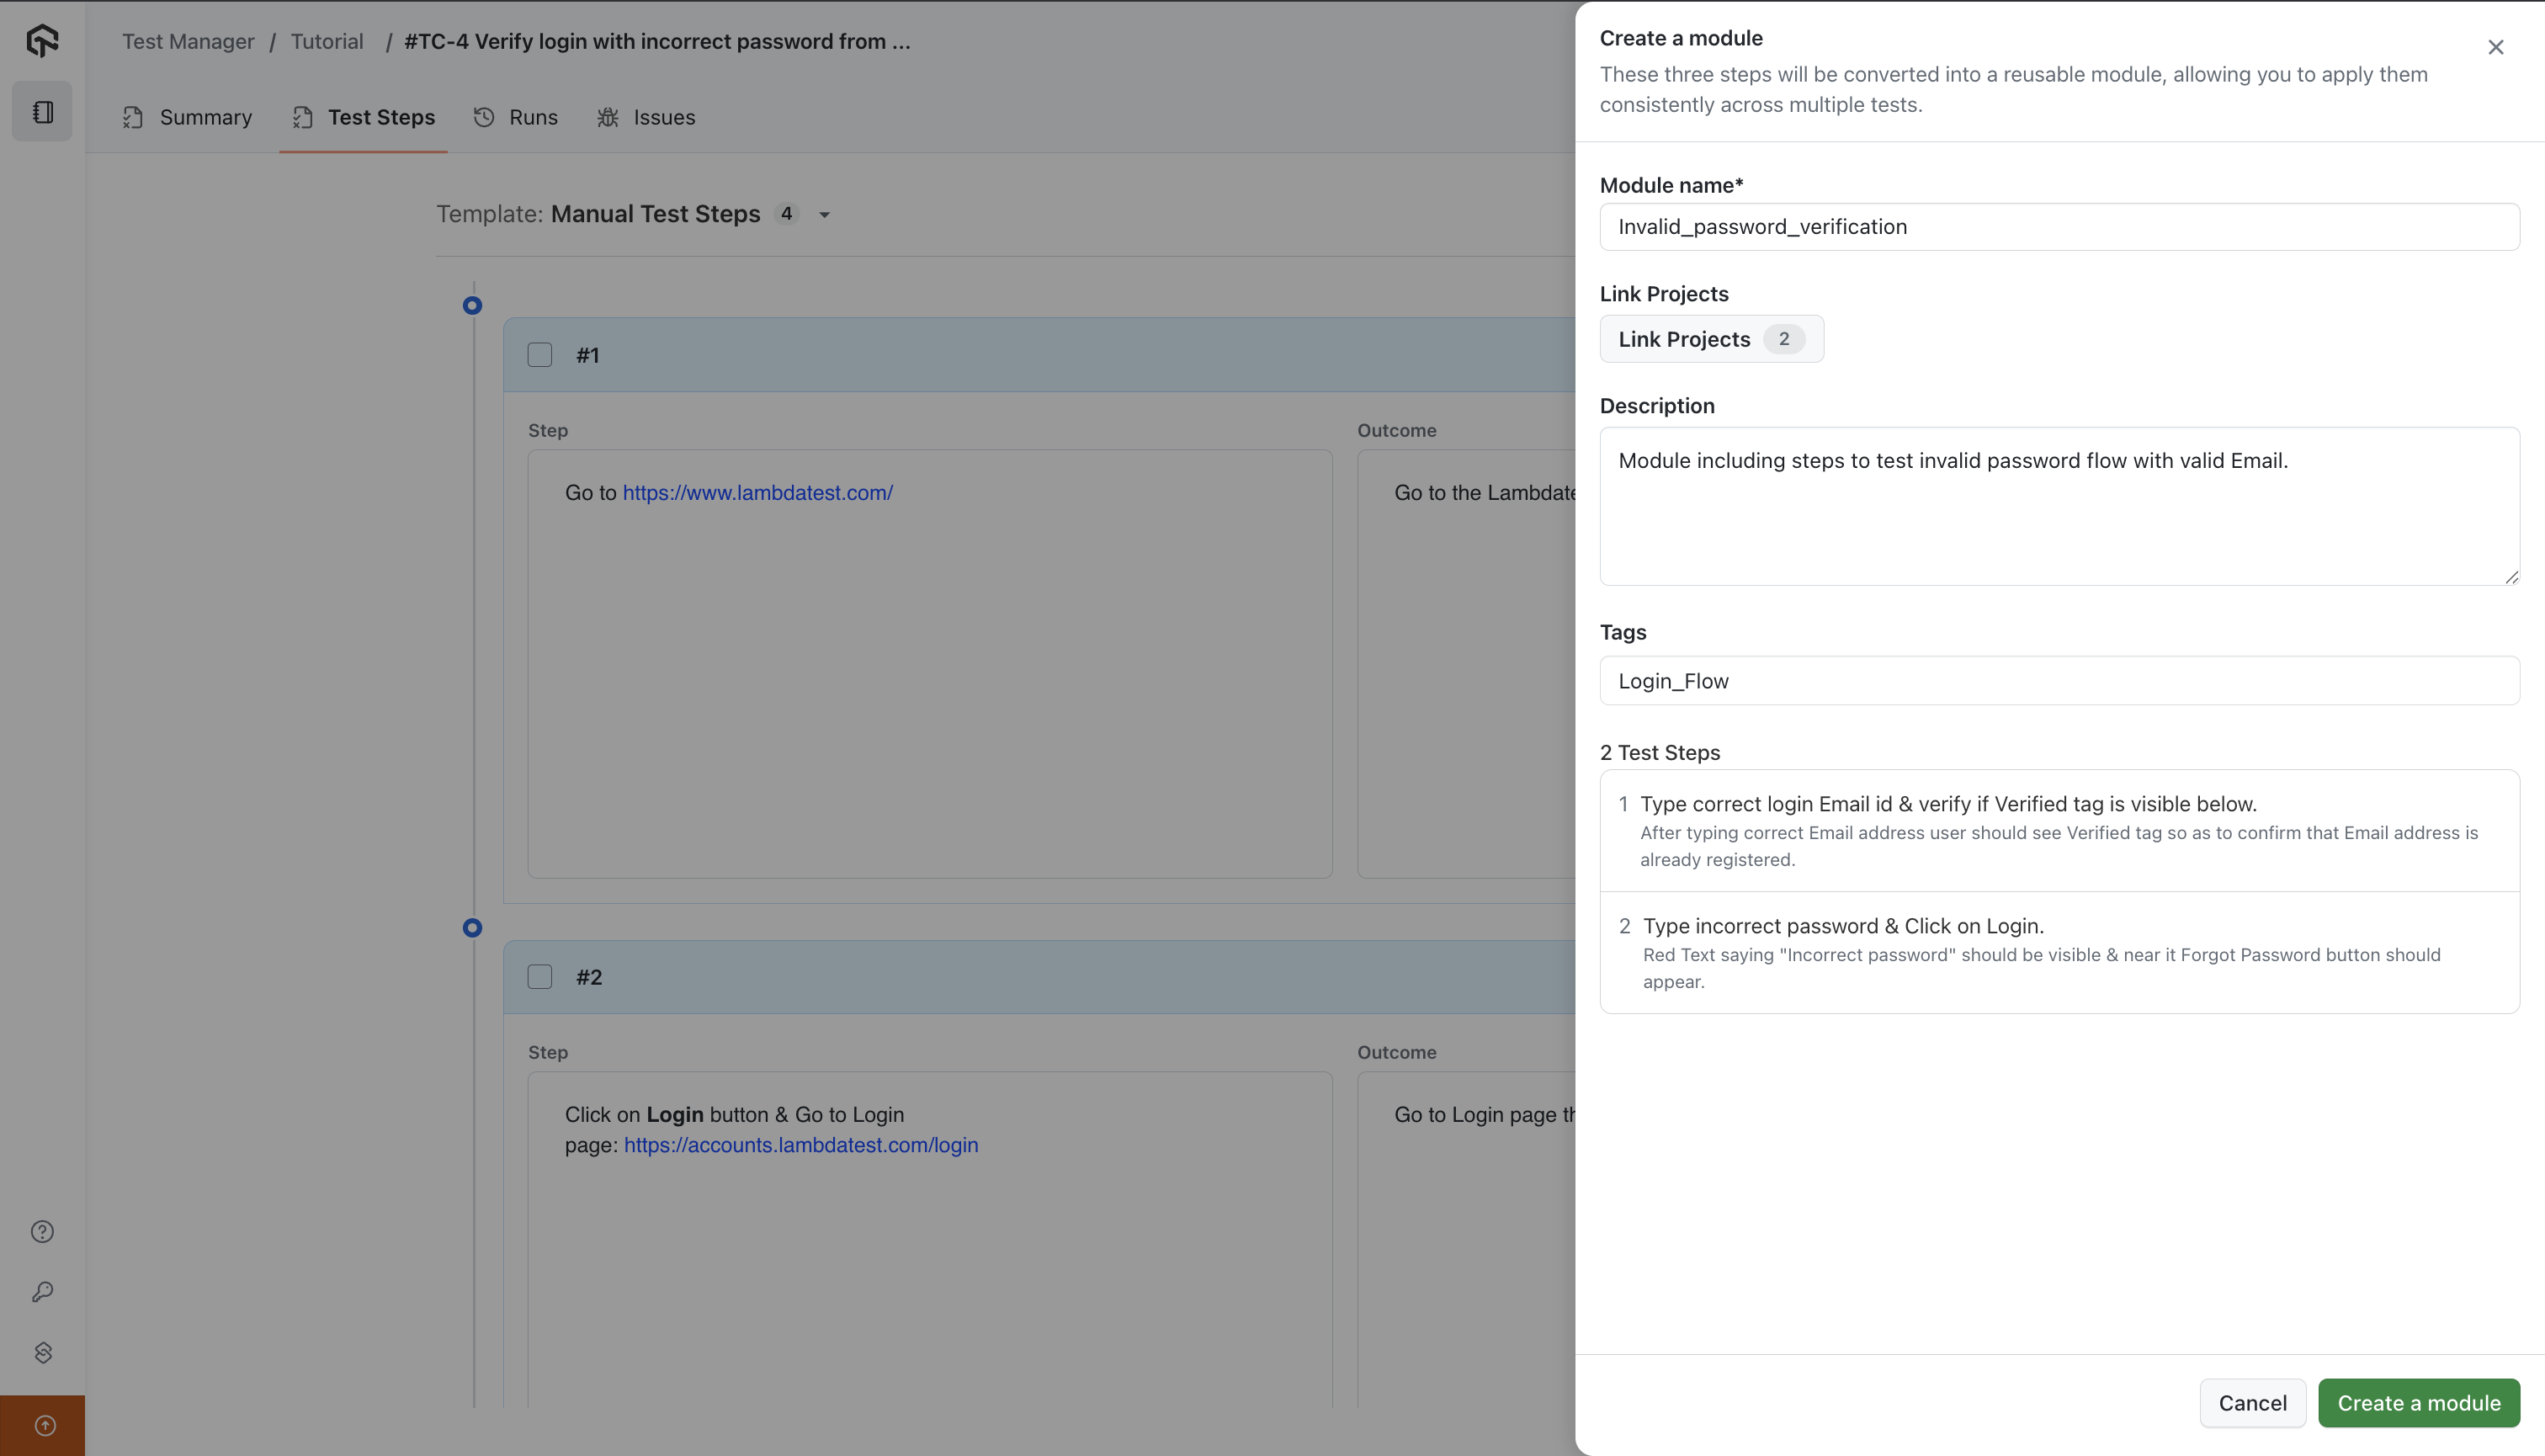 Test Manager / Tutorial / #TC-4 Verify login with incorrect password from ...
Summary
Test Steps
Runs
Issues
Template: Manual Test Steps 4
#1
Step
Outcome
Go to https://www.lambdatest.com/
Go to the Lambdate
#2
Step
Outcome
Click on Login button & Go to Login
page: https://accounts.lambdatest.com/login
Go to Login page th
Create a module
These three steps will be converted into a reusable module, allowing you to apply them
consistently across multiple tests.
Module name*
Invalid_password_verification
Link Projects
Link Projects 2
Description
Module including steps to test invalid password flow with valid Email.
Tags
Login_Flow
2 Test Steps
1 Type correct login Email id & verify if Verified tag is visible below.
After typing correct Email address user should see Verified tag so as to confirm that Email address is
already registered.
2 Type incorrect password & Click on Login.
Red Text saying "Incorrect password" should be visible & near it Forgot Password button should
appear.
Cancel
Create a module